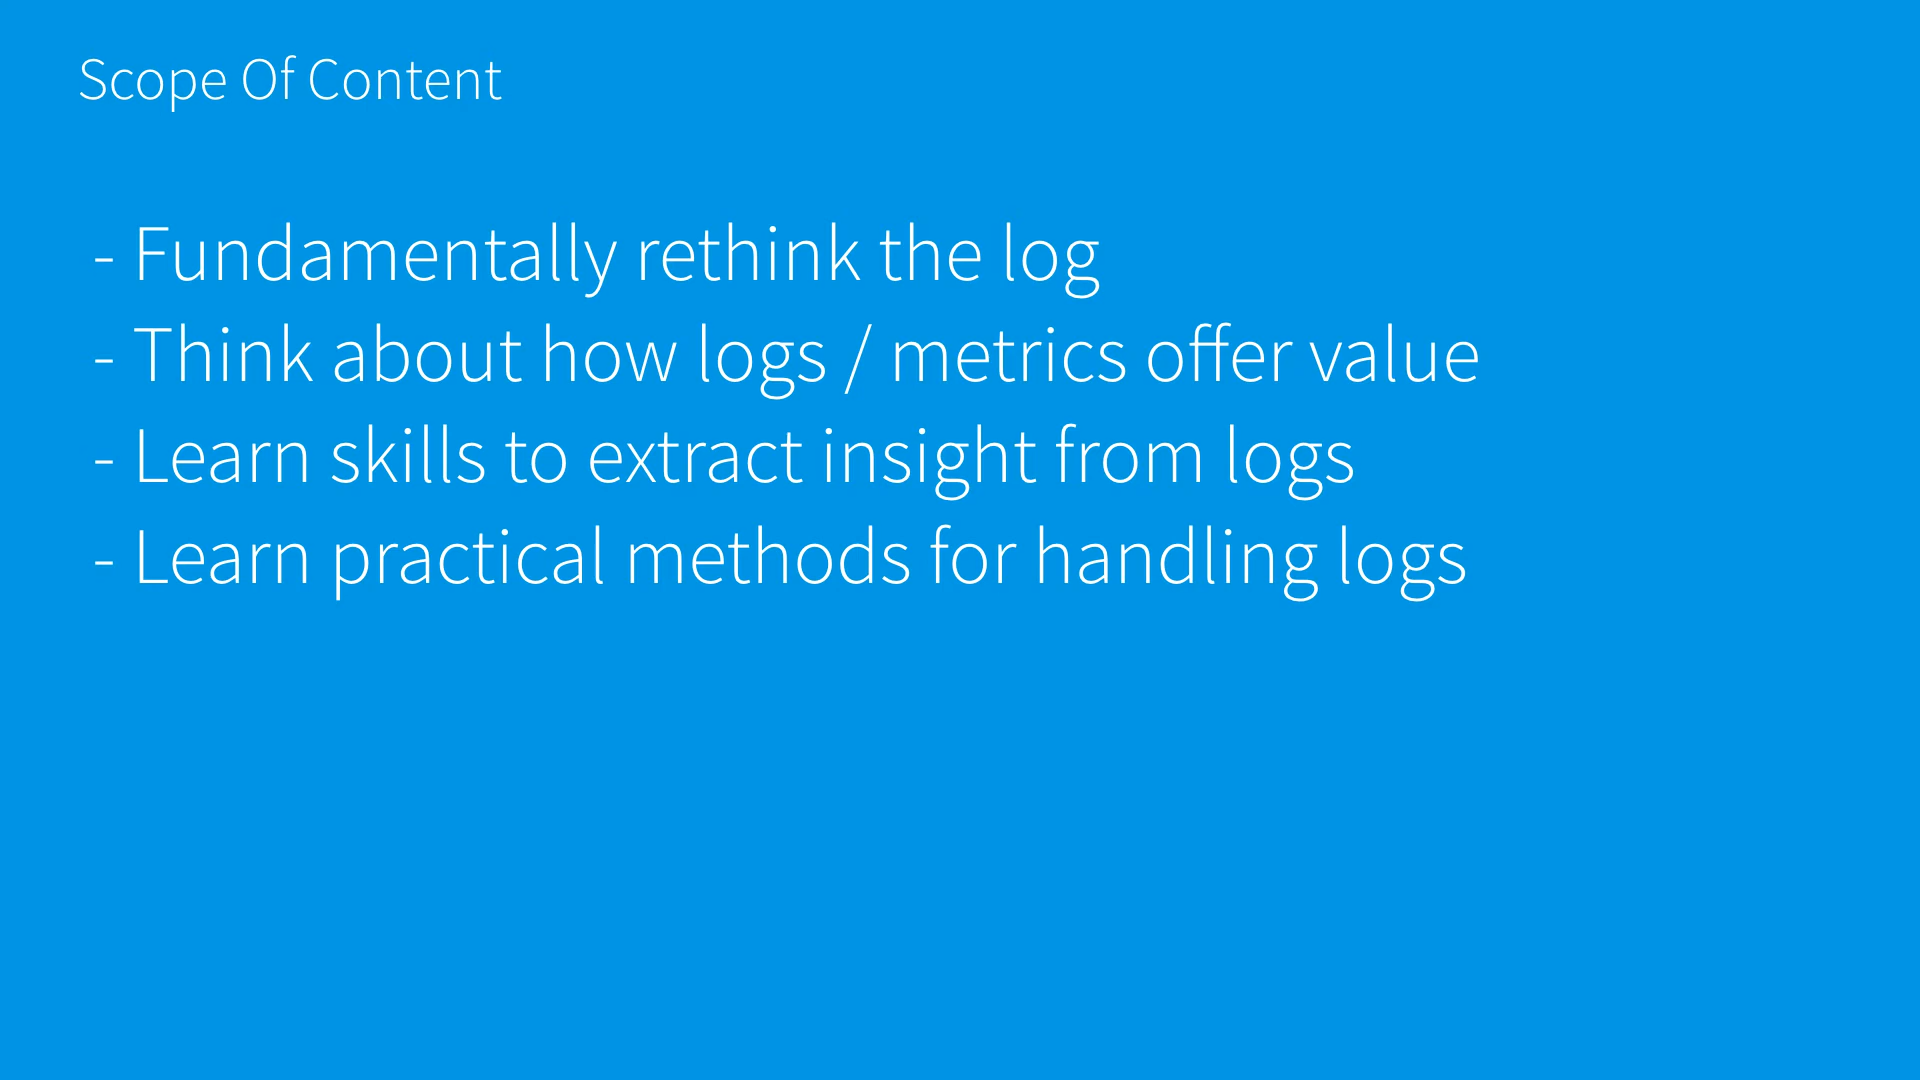 Scope Of Content
- Fundamentally rethink the log
- Think about how logs / metrics offer value
- Learn skills to extract insight from logs
- Learn practical methods for handling logs